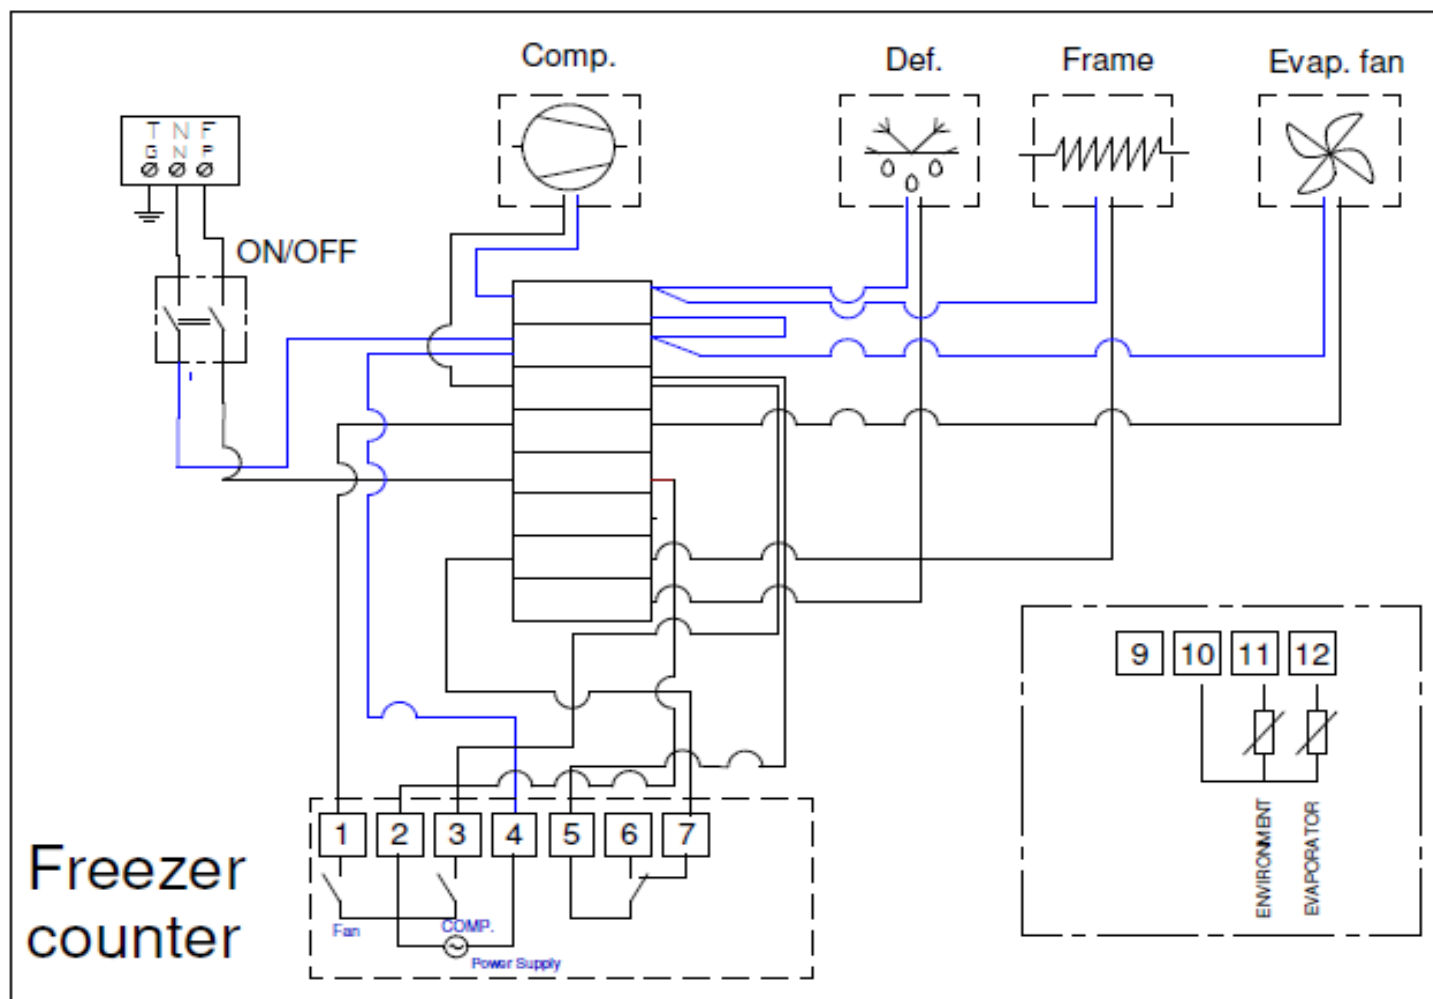 Comp.
Def.
Frame
Evap. fan
T N F
G N P
ON/OFF
9 10 11 12
ENVIRONMENT
EVAPORATOR
1 2 3 4 5 6 7
Fan
COMP.
Power Supply
Freezer
counter